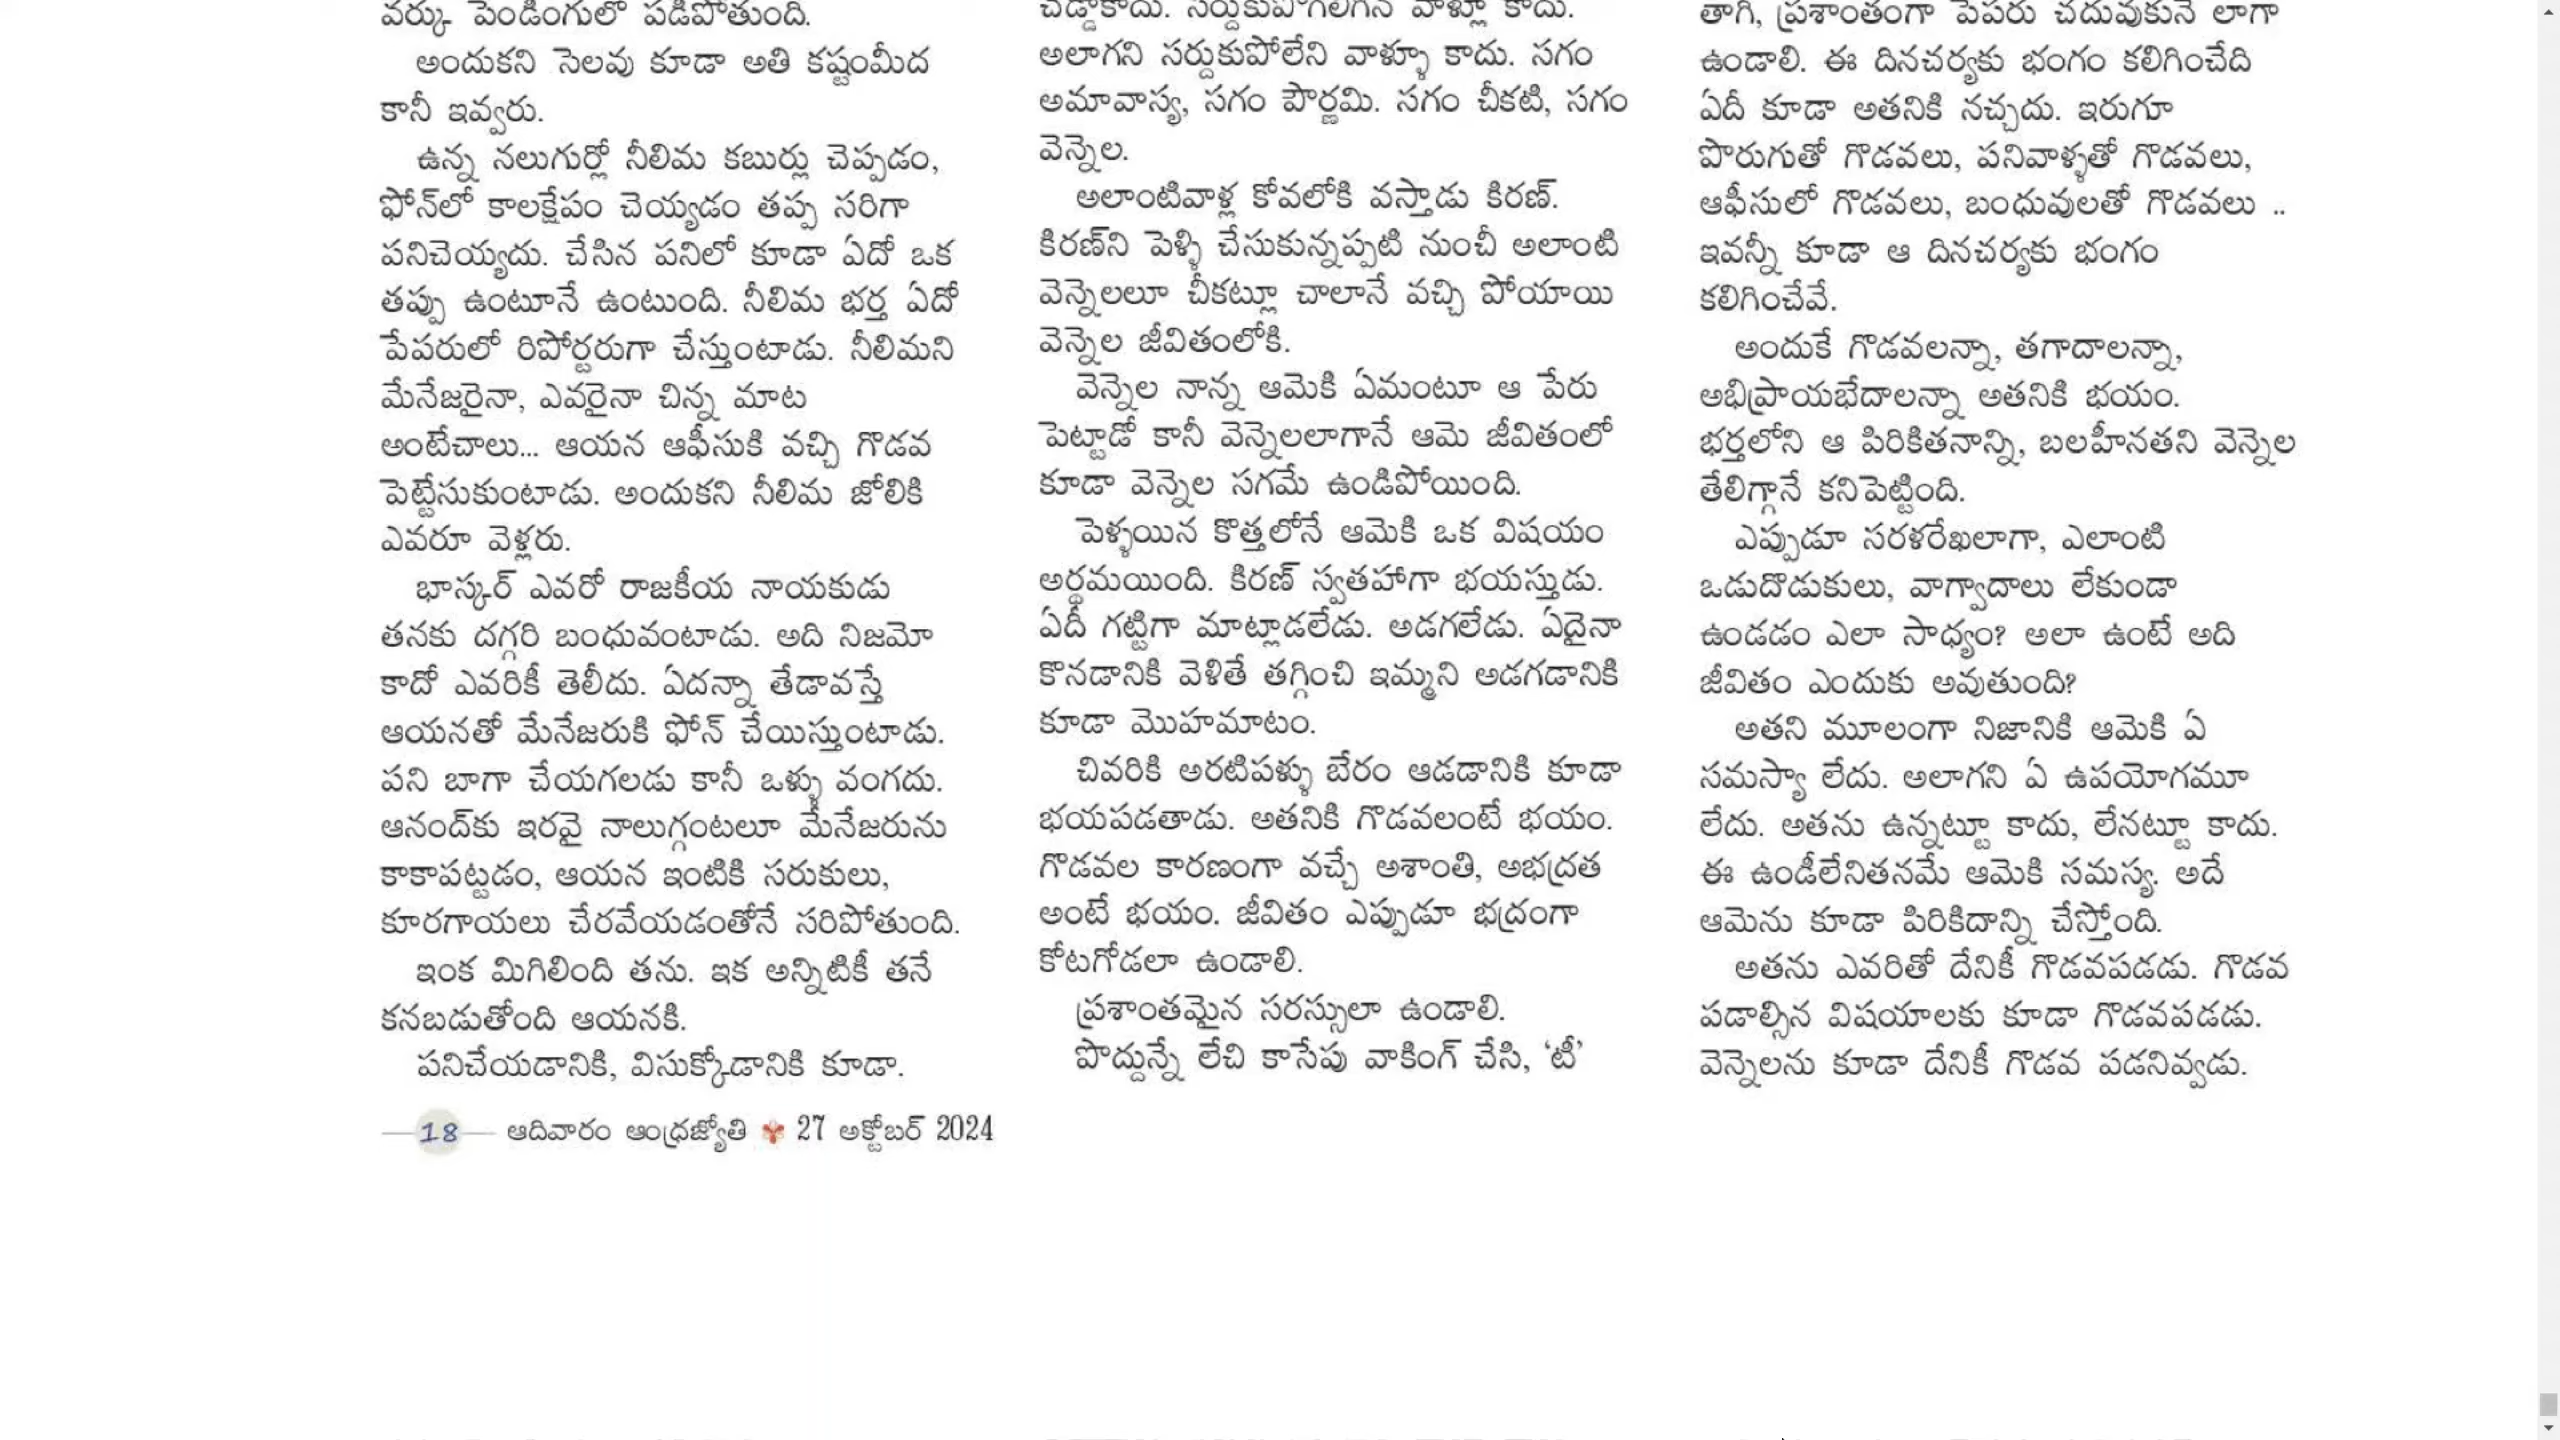 వర్కు పెండింగులో పడిపోతుంది.
అందుకని సెలవు కూడా అతి కష్టంమీద
కానీ ఇవ్వరు.
ఉన్న నలుగుర్లో నీలిమ కబుర్లు చెప్పడం,
ఫోన్‌లో కాలక్షేపం చెయ్యడం తప్ప సరిగా
పనిచెయ్యదు. చేసిన పనిలో కూడా ఏదో ఒక
తప్పు ఉంటూనే ఉంటుంది. నీలిమ భర్త ఏదో
పేపరులో రిపోర్టరుగా చేస్తుంటాడు. నీలిమని
మేనేజరైనా, ఎవరైనా చిన్న మాట
అంటేచాలు... ఆయన ఆఫీసుకి వచ్చి గొడవ
పెట్టేసుకుంటాడు. అందుకని నీలిమ జోలికి
ఎవరూ వెళ్లరు.
భాస్కర్ ఎవరో రాజకీయ నాయకుడు
తనకు దగ్గరి బంధువంటాడు. అది నిజమో
కాదో ఎవరికీ తెలీదు. ఏదన్నా తేడావస్తే
ఆయనతో మేనేజరుకి ఫోన్ చేయిస్తుంటాడు.
పని బాగా చేయగలడు కానీ ఒళ్ళు వంగదు.
ఆనంద్‌కు ఇరవై నాలుగ్గంటలూ మేనేజరును
కాకాపట్టడం, ఆయన ఇంటికి సరుకులు,
కూరగాయలు చేరవేయడంతోనే సరిపోతుంది.
ఇంక మిగిలింది తను. ఇక అన్నిటికీ తనే
కనబడుతోంది ఆయనకి.
పనిచేయడానికి, విసుక్కోడానికి కూడా.
చెడ్డాకాదు. సర్దుకుపోగలిగిన వాళ్లూ కాదు.
అలాగని సర్దుకుపోలేని వాళ్ళూ కాదు. సగం
అమావాస్య, సగం పౌర్ణమి. సగం చీకటి, సగం
వెన్నెల.
అలాంటివాళ్ల కోవలోకి వస్తాడు కిరణ్.
కిరణ్‌ని పెళ్ళి చేసుకున్నప్పటి నుంచీ అలాంటి
వెన్నెలలూ చీకట్లూ చాలానే వచ్చి పోయాయి
వెన్నెల జీవితంలోకి.
వెన్నెల నాన్న ఆమెకి ఏమంటూ ఆ పేరు
పెట్టాడో కానీ వెన్నెలలాగానే ఆమె జీవితంలో
కూడా వెన్నెల సగమే ఉండిపోయింది.
పెళ్ళయిన కొత్తలోనే ఆమెకి ఒక విషయం
అర్థమయింది. కిరణ్ స్వతహాగా భయస్తుడు.
ఏదీ గట్టిగా మాట్లాడలేడు. అడగలేడు. ఏదైనా
కొనడానికి వెళితే తగ్గించి ఇమ్మని అడగడానికి
కూడా మొహమాటం.
చివరికి అరటిపళ్ళు బేరం ఆడడానికి కూడా
భయపడతాడు. అతనికి గొడవలంటే భయం.
గొడవల కారణంగా వచ్చే అశాంతి, అభద్రత
అంటే భయం. జీవితం ఎప్పుడూ భద్రంగా
కోటగోడలా ఉండాలి.
ప్రశాంతమైన సరస్సులా ఉండాలి.
పొద్దున్నే లేచి కాసేపు వాకింగ్ చేసి, ‘టీ’
తాగి, ప్రశాంతంగా పేపరు చదువుకునే లాగా
ఉండాలి. ఈ దినచర్యకు భంగం కలిగించేది
ఏదీ కూడా అతనికి నచ్చదు. ఇరుగూ
పొరుగుతో గొడవలు, పనివాళ్ళతో గొడవలు,
ఆఫీసులో గొడవలు, బంధువులతో గొడవలు ..
ఇవన్నీ కూడా ఆ దినచర్యకు భంగం
కలిగించేవే.
అందుకే గొడవలన్నా, తగాదాలన్నా,
అభిప్రాయభేదాలన్నా అతనికి భయం.
భర్తలోని ఆ పిరికితనాన్ని, బలహీనతని వెన్నెల
తేలిగ్గానే కనిపెట్టింది.
ఎప్పుడూ సరళరేఖలాగా, ఎలాంటి
ఒడుదొడుకులు, వాగ్వాదాలు లేకుండా
ఉండడం ఎలా సాధ్యం? అలా ఉంటే అది
జీవితం ఎందుకు అవుతుంది?
అతని మూలంగా నిజానికి ఆమెకి ఏ
సమస్యా లేదు. అలాగని ఏ ఉపయోగమూ
లేదు. అతను ఉన్నట్టూ కాదు, లేనట్టూ కాదు.
ఈ ఉండీలేనితనమే ఆమెకి సమస్య. అదే
ఆమెను కూడా పిరికిదాన్ని చేస్తోంది.
అతను ఎవరితో దేనికీ గొడవపడడు. గొడవ
పడాల్సిన విషయాలకు కూడా గొడవపడడు.
వెన్నెలను కూడా దేనికీ గొడవ పడనివ్వడు.
18 ఆదివారం ఆంధ్రజ్యోతి 27 అక్టోబర్ 2024